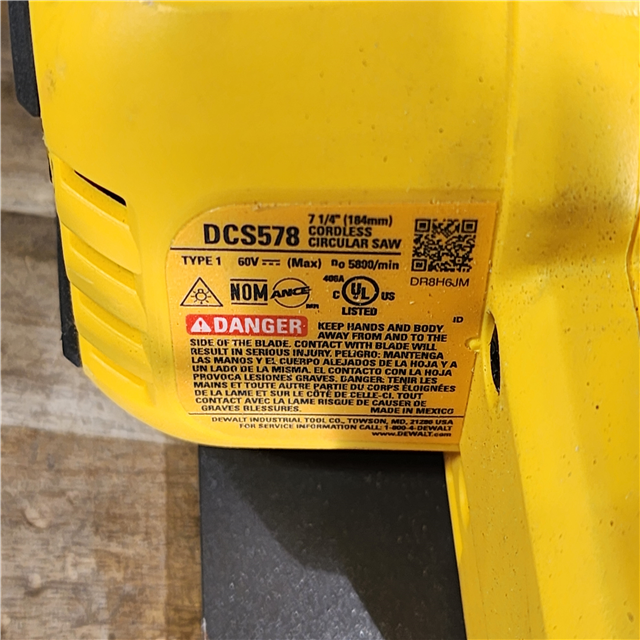 DCS578 7 1/4" (184mm) CORDLESS CIRCULAR SAW
TYPE 1 60V (Max) no 5800/min
DR8H6JM
NOM ANCE
408A
C UL US
LISTED
ID
DANGER KEEP HANDS AND BODY
AWAY FROM AND TO THE
SIDE OF THE BLADE. CONTACT WITH BLADE WILL
RESULT IN SERIOUS INJURY. PELIGRO: MANTENGA
LAS MANOS Y EL CUERPO ALEJADOS DE LA HOJA Y A
UN LADO DE LA MISMA. EL CONTACTO CON LA HOJA
PROVOCA LESIONES GRAVES. DANGER: TENIR LES
MAINS ET TOUTE AUTRE PARTIE DU CORPS ÉLOIGNÉES
DE LA LAME ET SUR LE CÔTÉ DE CELLE-CI. TOUT
CONTACT AVEC LA LAME RISQUE DE CAUSER DE
GRAVES BLESSURES. MADE IN MEXICO
DEWALT INDUSTRIAL TOOL CO., TOWSON, MD, 21286 USA
FOR SERVICE INFORMATION CALL: 1-800-4-DEWALT
www.DEWALT.com